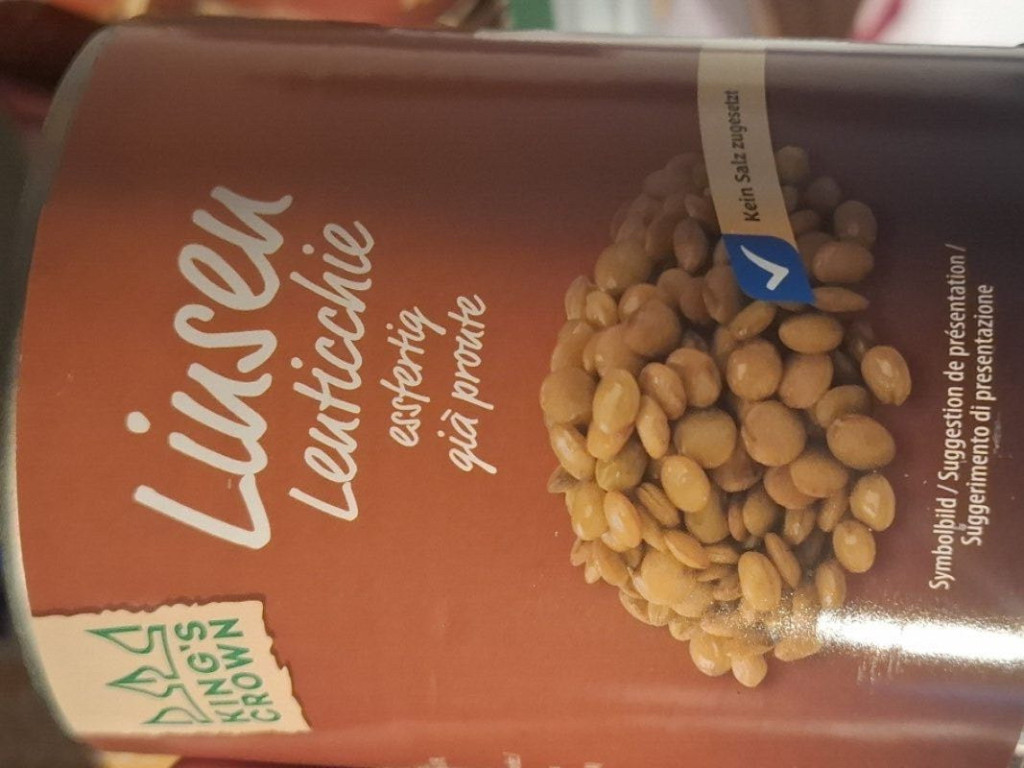 KING'S
CROWN
Linsen
Lenticchie
essfertig
già pronte
Kein Salz zugesetzt
Symbolbild / Suggestion de présentation /
Suggerimento di presentazione